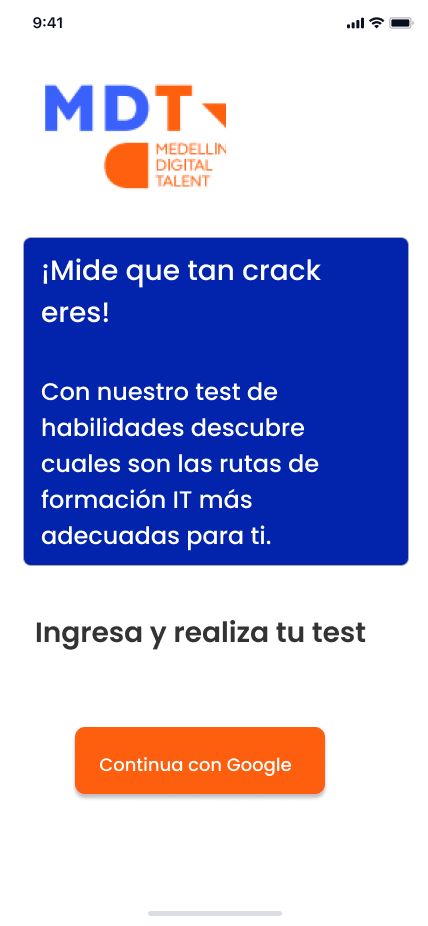 9:41
MDT
MEDELLIN
DIGITAL
TALENT
¡Mide que tan crack
eres!
Con nuestro test de
habilidades descubre
cuales son las rutas de
formación IT más
adecuadas para ti.
Ingresa y realiza tu test
Continua con Google